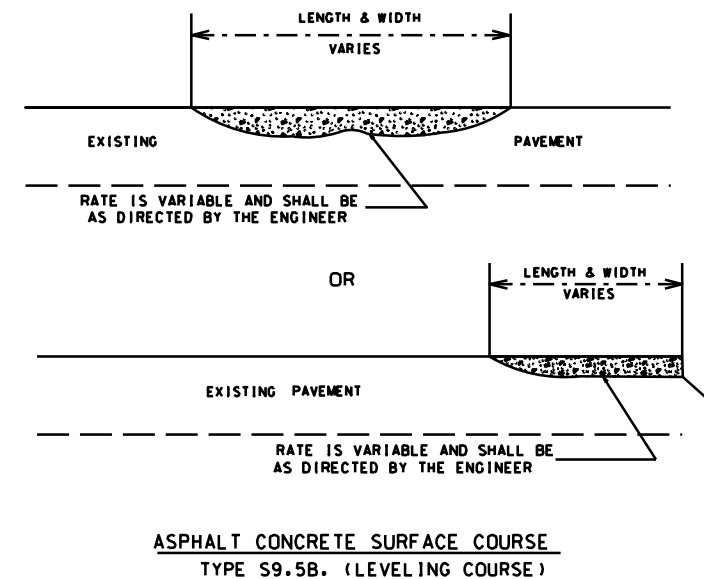 LENGTH & WIDTH
VARIES
EXISTING PAVEMENT
RATE IS VARIABLE AND SHALL BE
AS DIRECTED BY THE ENGINEER
OR
LENGTH & WIDTH
VARIES
EXISTING PAVEMENT
RATE IS VARIABLE AND SHALL BE
AS DIRECTED BY THE ENGINEER
ASPHALT CONCRETE SURFACE COURSE
TYPE S9.5B. (LEVELING COURSE)